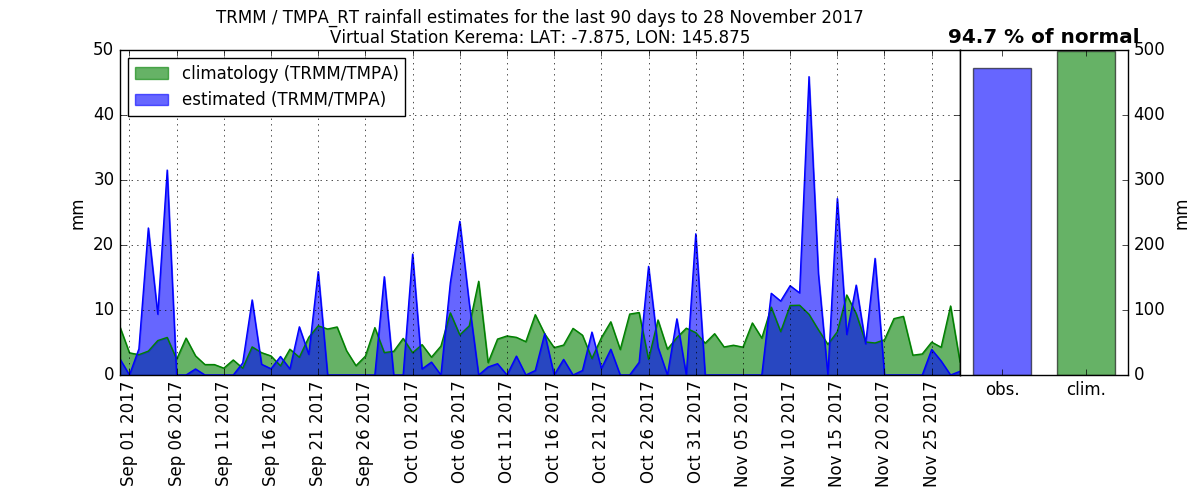 TRMM / TMPA_RT rainfall estimates for the last 90 days to 28 November 2017
Virtual Station Kerema: LAT: -7.875, LON: 145.875
94.7 % of normal
climatology (TRMM/TMPA)
estimated (TRMM/TMPA)
50
40
30
20
10
0
mm
Sep 01 2017
Sep 06 2017
Sep 11 2017
Sep 16 2017
Sep 21 2017
Sep 26 2017
Oct 01 2017
Oct 06 2017
Oct 11 2017
Oct 16 2017
Oct 21 2017
Oct 26 2017
Oct 31 2017
Nov 05 2017
Nov 10 2017
Nov 15 2017
Nov 20 2017
Nov 25 2017
obs.
clim.
500
400
300
200
100
0
mm